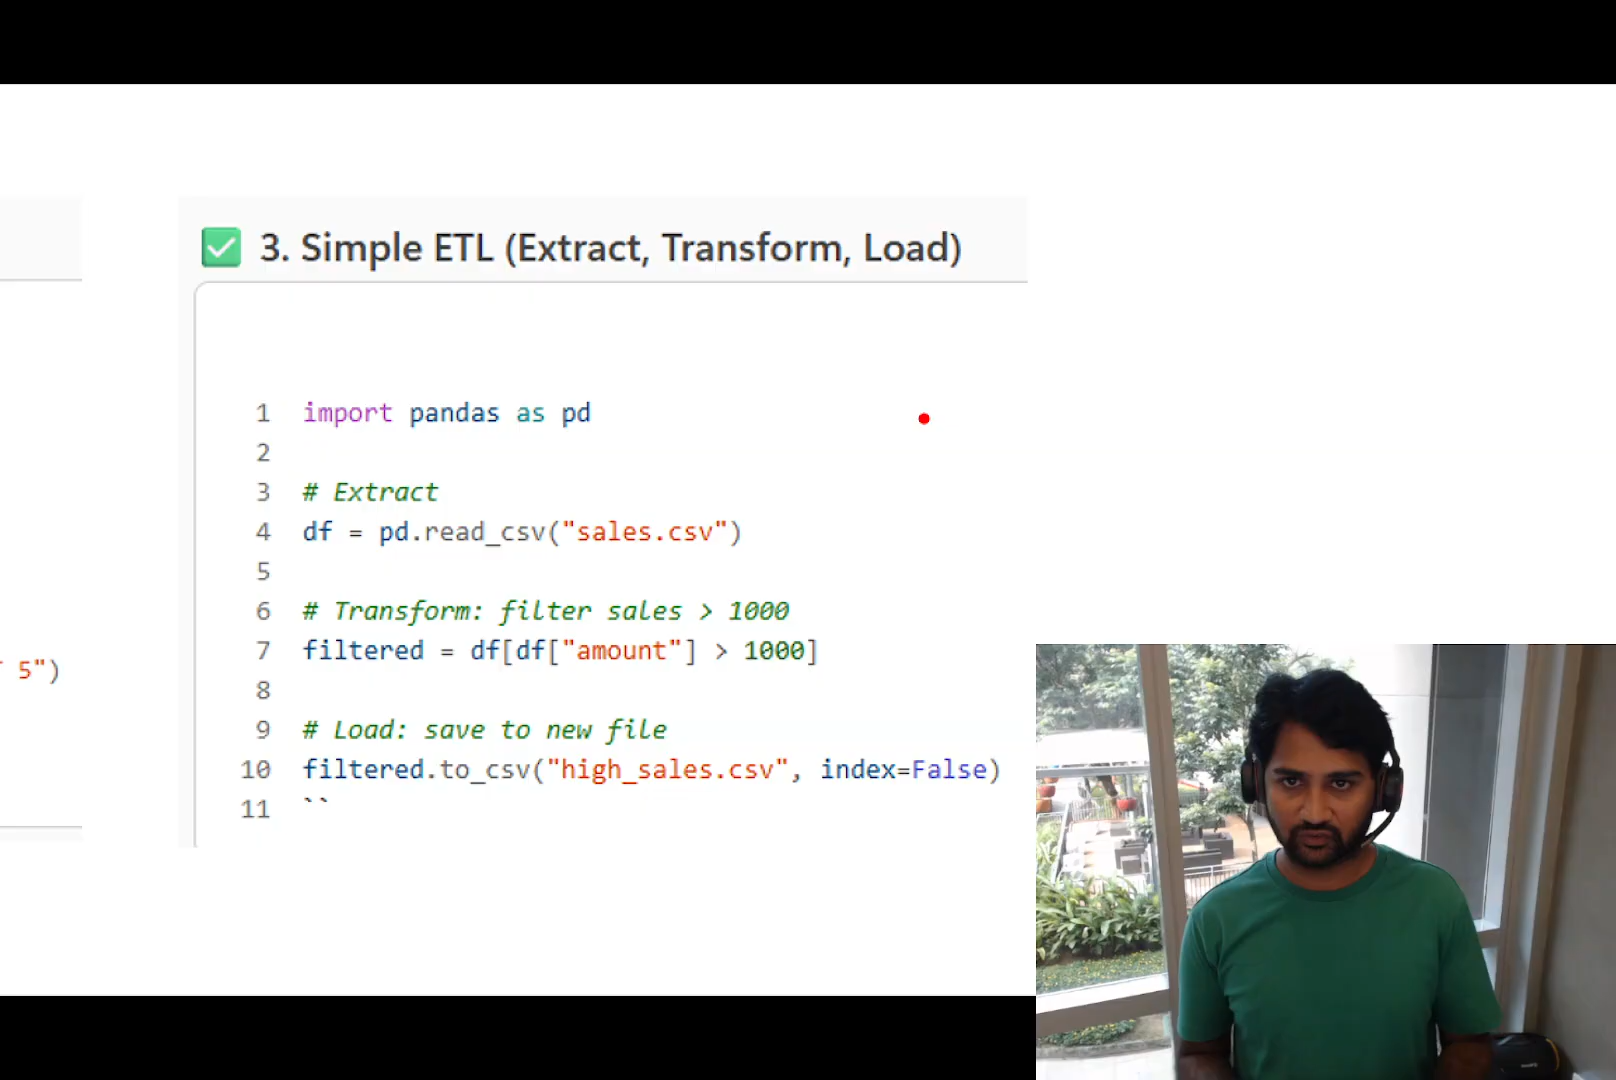 ✅ 3. Simple ETL (Extract, Transform, Load)
1 import pandas as pd
2
3 # Extract
4 df = pd.read_csv("sales.csv")
5
6 # Transform: filter sales > 1000
7 filtered = df[df["amount"] > 1000]
8
9 # Load: save to new file
10 filtered.to_csv("high_sales.csv", index=False)
11 ``
5")